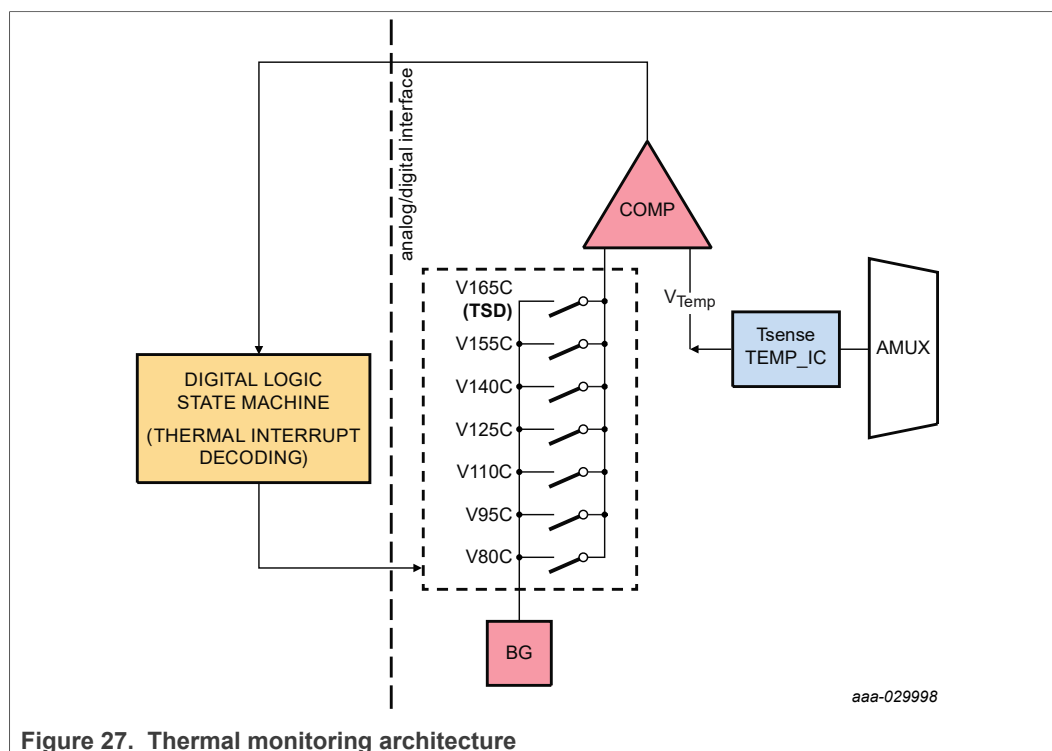 analog/digital interface
COMP
V165C
(TSD)
V155C
V140C
V125C
V110C
V95C
V80C
VTemp
Tsense
TEMP_IC
AMUX
DIGITAL LOGIC
STATE MACHINE
(THERMAL INTERRUPT
DECODING)
BG
aaa-029998
Figure 27. Thermal monitoring architecture